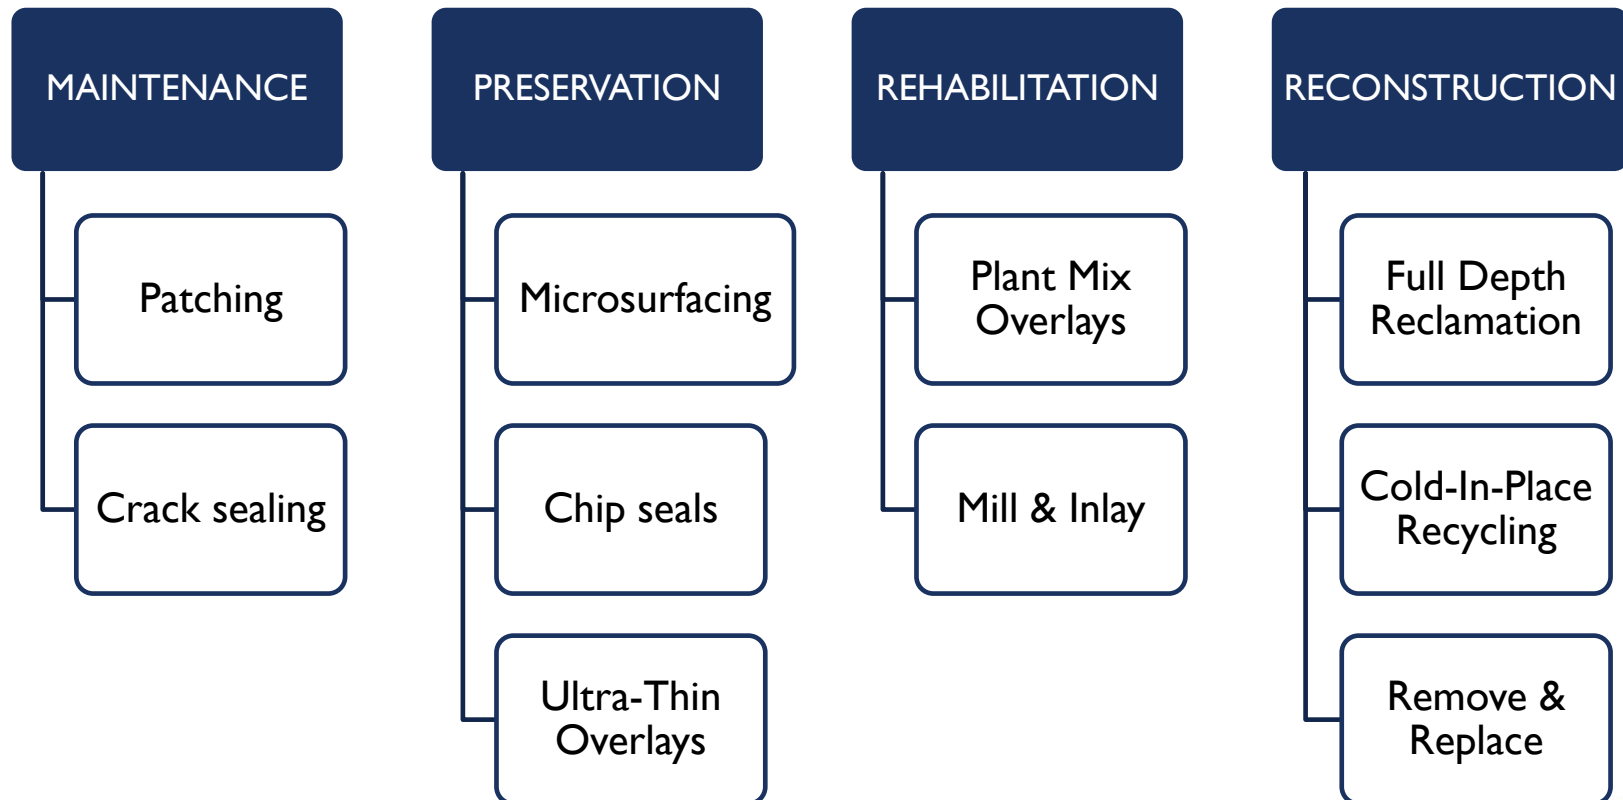 MAINTENANCE
Patching
Crack sealing
PRESERVATION
Microsurfacing
Chip seals
Ultra-Thin
Overlays
REHABILITATION
Plant Mix
Overlays
Mill & Inlay
RECONSTRUCTION
Full Depth
Reclamation
Cold-In-Place
Recycling
Remove &
Replace